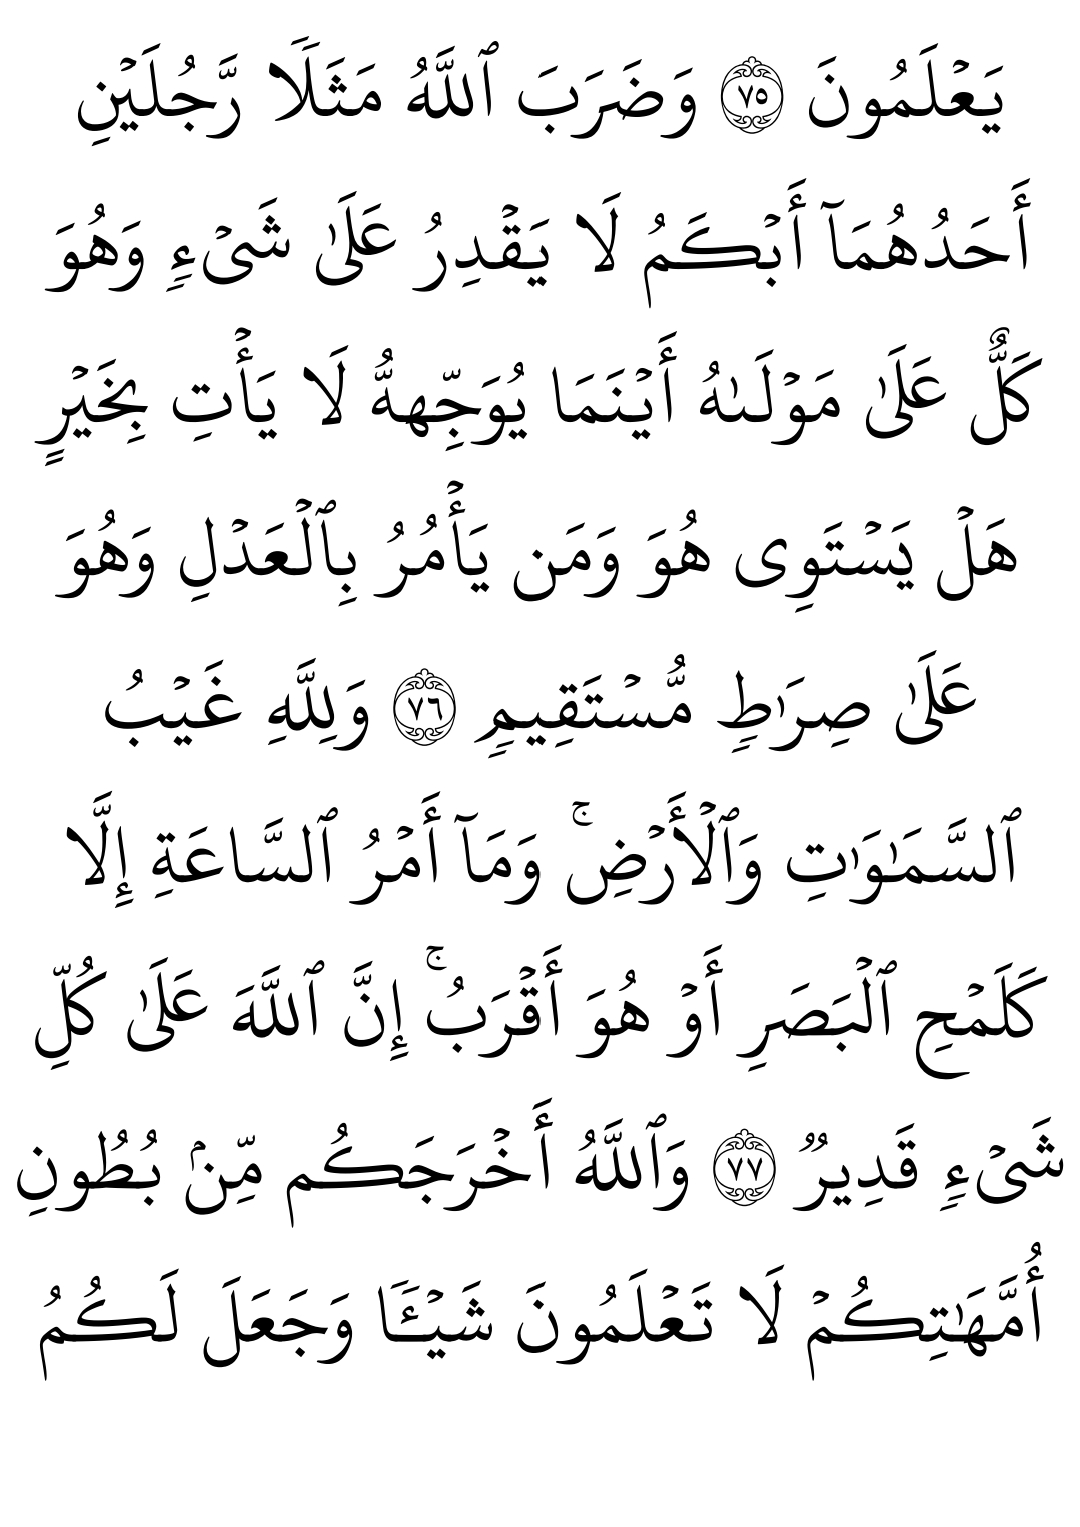 يَعۡلَمُونَ ٧٥ وَضَرَبَ ٱللَّهُ مَثَلٗا رَّجُلَيۡنِ
أَحَدُهُمَآ أَبۡكَمُ لَا يَقۡدِرُ عَلَىٰ شَيۡءٖ وَهُوَ
كَلٌّ عَلَىٰ مَوۡلَىٰهُ أَيۡنَمَا يُوَجِّههُّ لَا يَأۡتِ بِخَيۡرٍ
هَلۡ يَسۡتَوِي هُوَ وَمَن يَأۡمُرُ بِٱلۡعَدۡلِ وَهُوَ
عَلَىٰ صِرَٰطٖ مُّسۡتَقِيمٖ ٧٦ وَلِلَّهِ غَيۡبُ
ٱلسَّمَٰوَٰتِ وَٱلۡأَرۡضِۚ وَمَآ أَمۡرُ ٱلسَّاعَةِ إِلَّا
كَلَمۡحِ ٱلۡبَصَرِ أَوۡ هُوَ أَقۡرَبُۚ إِنَّ ٱللَّهَ عَلَىٰ كُلِّ
شَيۡءٖ قَدِيرٞ ٧٧ وَٱللَّهُ أَخۡرَجَكُم مِّنۢ بُطُونِ
أُمَّهَٰتِكُمۡ لَا تَعۡلَمُونَ شَيۡـٔٗا وَجَعَلَ لَكُمُ